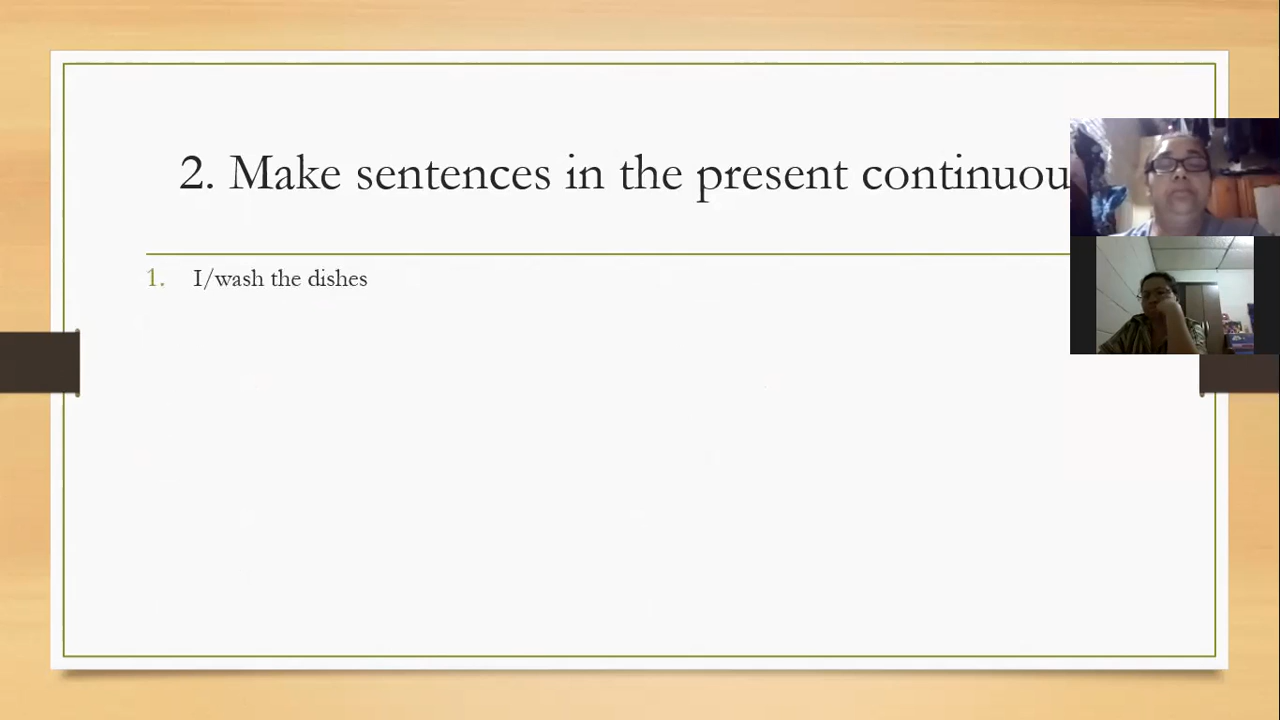 2. Make sentences in the present continuou
1. I/wash the dishes